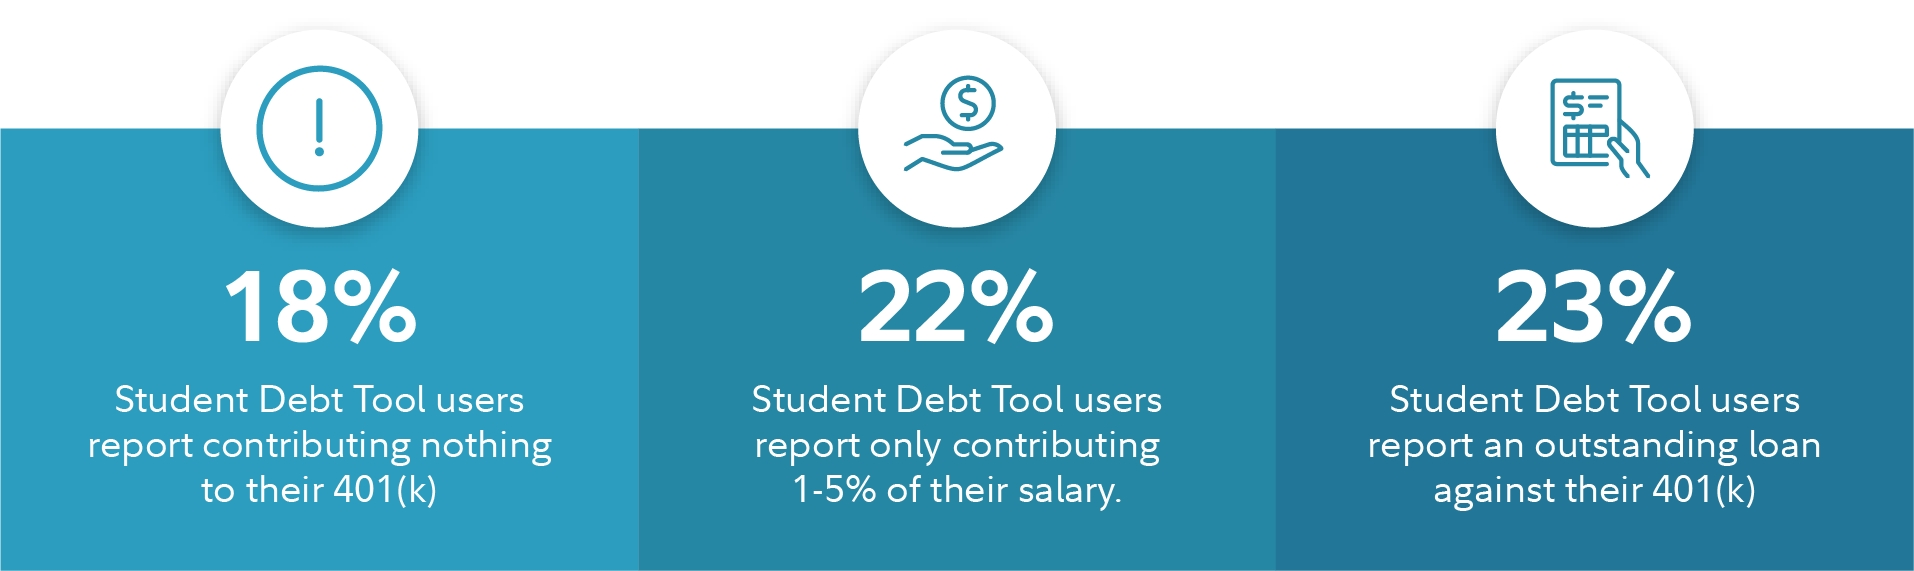 18%
Student Debt Tool users
report contributing nothing
to their 401(k)
22%
Student Debt Tool users
report only contributing
1-5% of their salary.
23%
Student Debt Tool users
report an outstanding loan
against their 401(k)